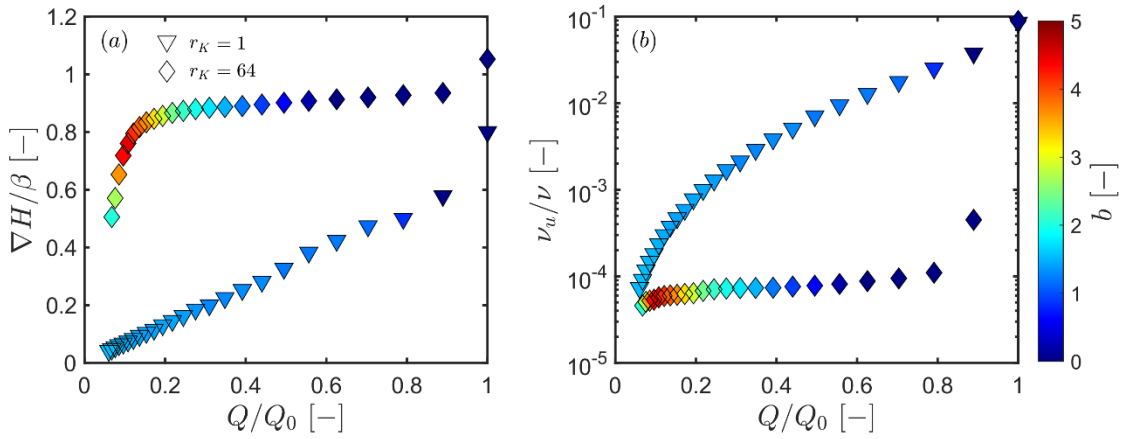 (a)
▽ r_K = 1
◇ r_K = 64
∇H/β [−]
1.2
1
0.8
0.6
0.4
0.2
0
0 0.2 0.4 0.6 0.8 1
Q/Q_0 [−]
(b)
ν_u/ν [−]
10^{-1}
10^{-2}
10^{-3}
10^{-4}
10^{-5}
0 0.2 0.4 0.6 0.8 1
Q/Q_0 [−]
5
4
3
2
1
0
b [−]